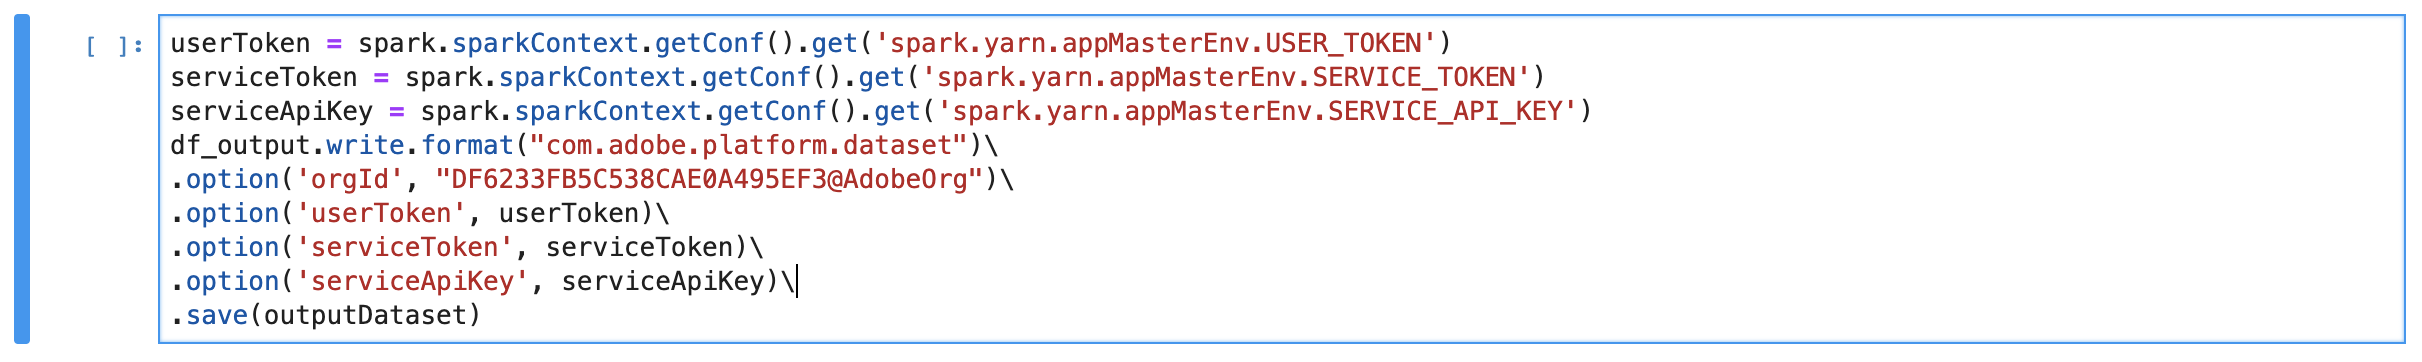 [ ]:
userToken = spark.sparkContext.getConf().get('spark.yarn.appMasterEnv.USER_TOKEN')
serviceToken = spark.sparkContext.getConf().get('spark.yarn.appMasterEnv.SERVICE_TOKEN')
serviceApiKey = spark.sparkContext.getConf().get('spark.yarn.appMasterEnv.SERVICE_API_KEY')
df_output.write.format("com.adobe.platform.dataset")\
.option('orgId', "DF6233FB5C538CAE0A495EF3@AdobeOrg")\
.option('userToken', userToken)\
.option('serviceToken', serviceToken)\
.option('serviceApiKey', serviceApiKey)\
.save(outputDataset)